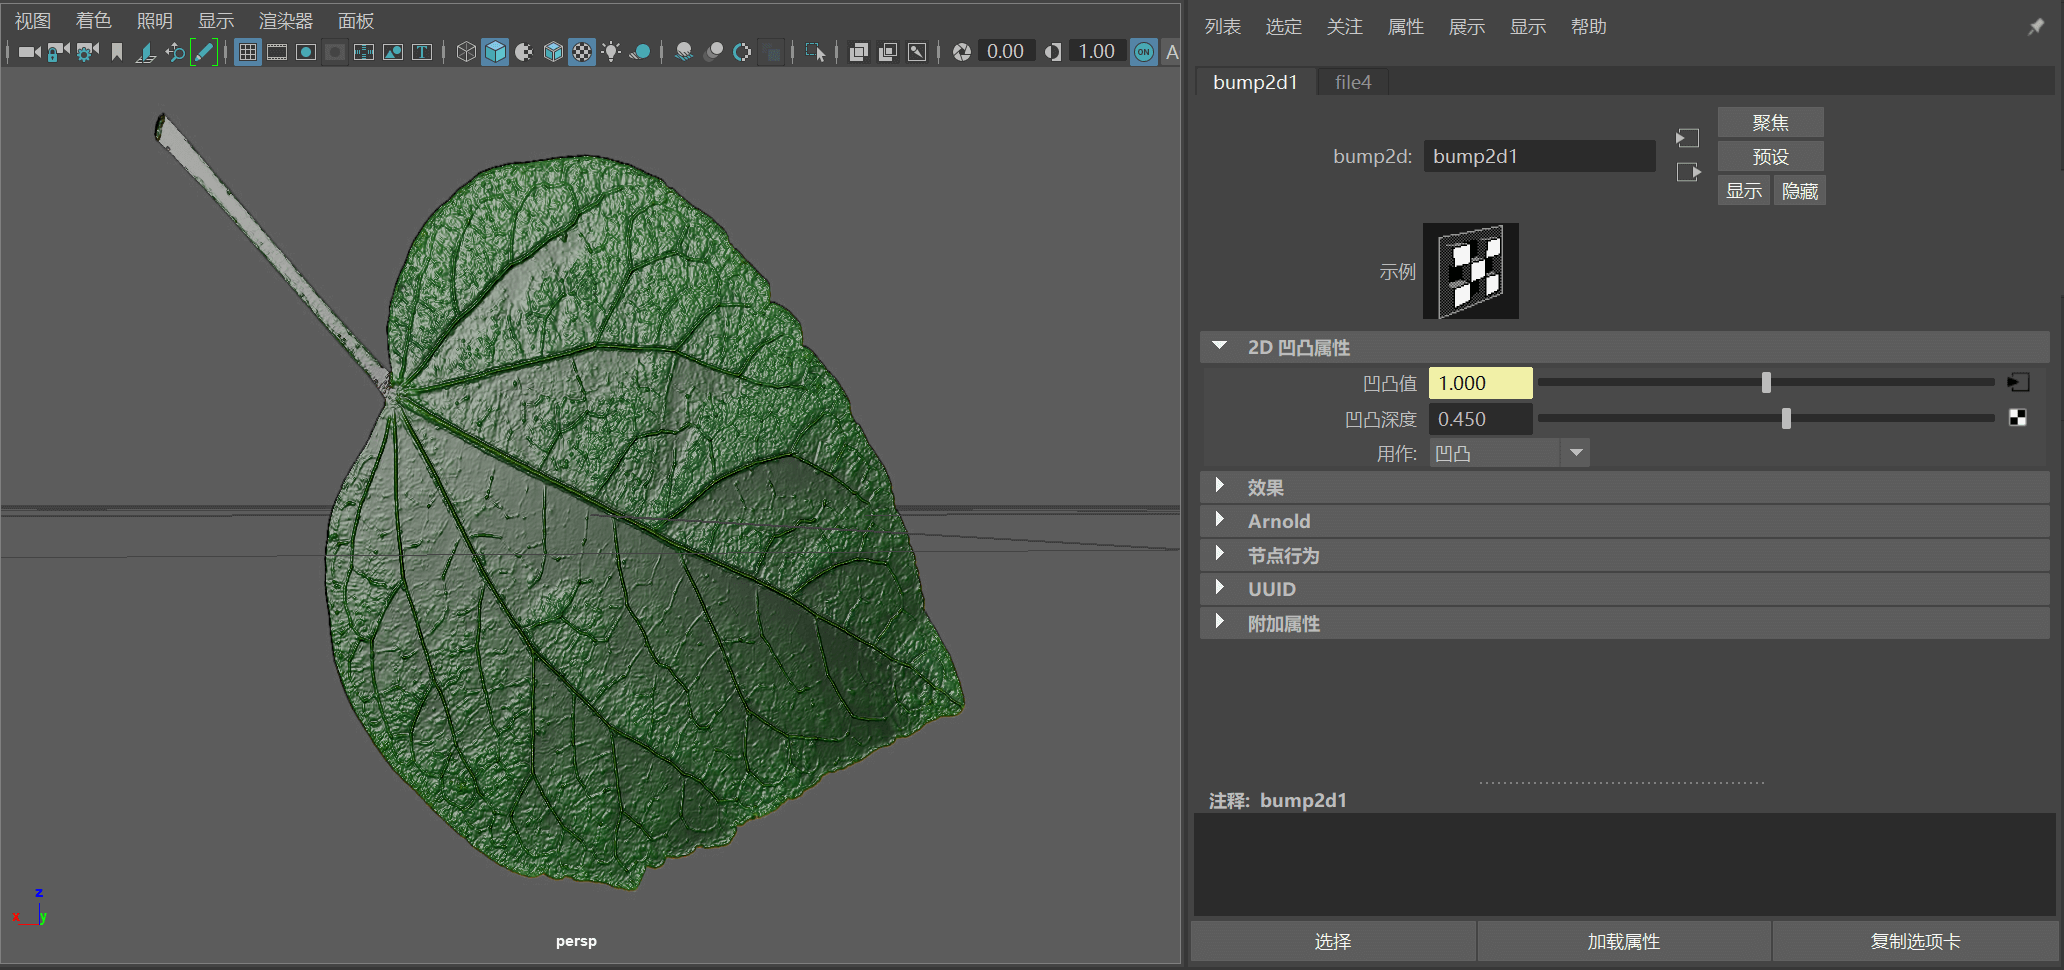 视图 着色 照明 显示 渲染器 面板
0.00 1.00 ON A
persp
z
x y
列表 选定 关注 属性 展示 显示 帮助
bump2d1 file4
聚焦
bump2d: bump2d1
预设
显示 隐藏
示例
2D 凹凸属性
凹凸值 1.000
凹凸深度 0.450
用作: 凹凸
效果
Arnold
节点行为
UUID
附加属性
注释: bump2d1
选择 加载属性 复制选项卡